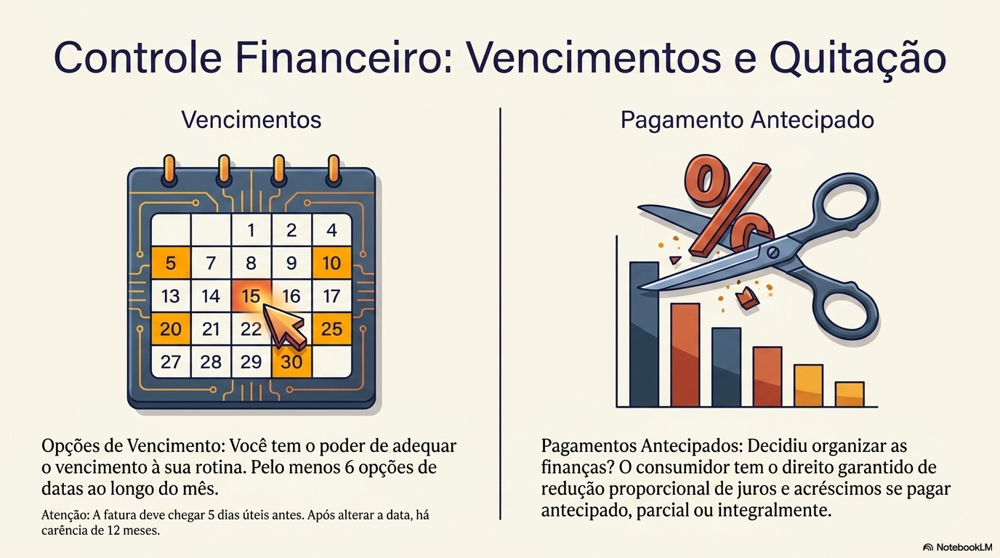 Controle Financeiro: Vencimentos e Quitação
Vencimentos
1 2 4
5 7 8 9 10
13 14 15 16 17
20 21 22 25
27 28 29 30
Opções de Vencimento: Você tem o poder de adequar
o vencimento à sua rotina. Pelo menos 6 opções de
datas ao longo do mês.
Atenção: A fatura deve chegar 5 dias úteis antes. Após alterar a data, há
carência de 12 meses.
Pagamento Antecipado
%
Pagamentos Antecipados: Decidiu organizar as
finanças? O consumidor tem o direito garantido de
redução proporcional de juros e acréscimos se pagar
antecipado, parcial ou integralmente.
NotebookLM